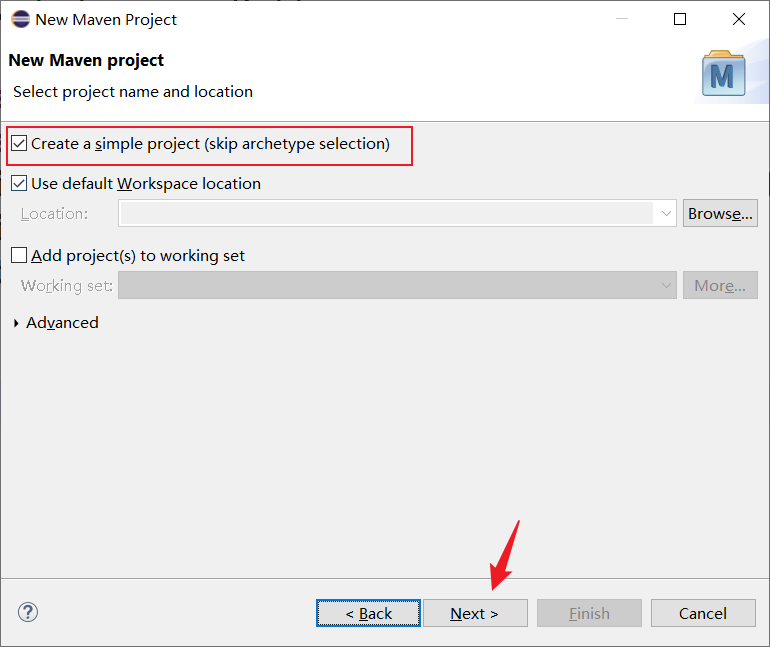 New Maven Project
New Maven project
Select project name and location
M
Create a simple project (skip archetype selection)
Use default Workspace location
Location:
Browse...
Add project(s) to working set
Working set:
More...
Advanced
?
< Back
Next >
Finish
Cancel